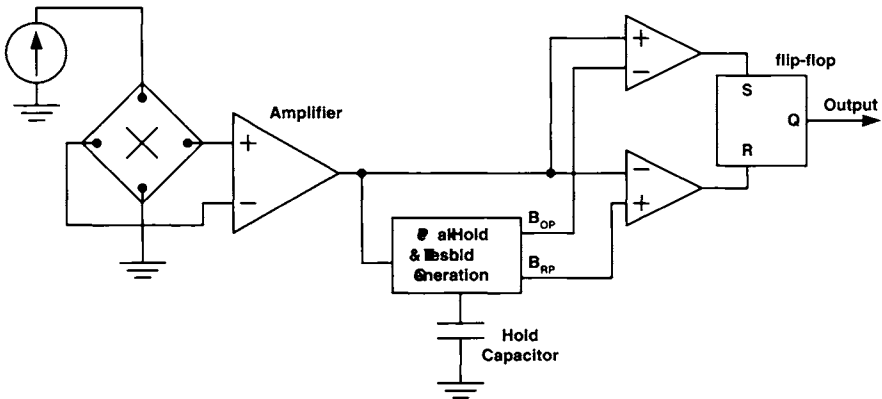 flip-flop
Amplifier
+
−
+
−
S
Q
Output
R
−
+
B_OP
Hold
&
B_RP
Hold
Capacitor